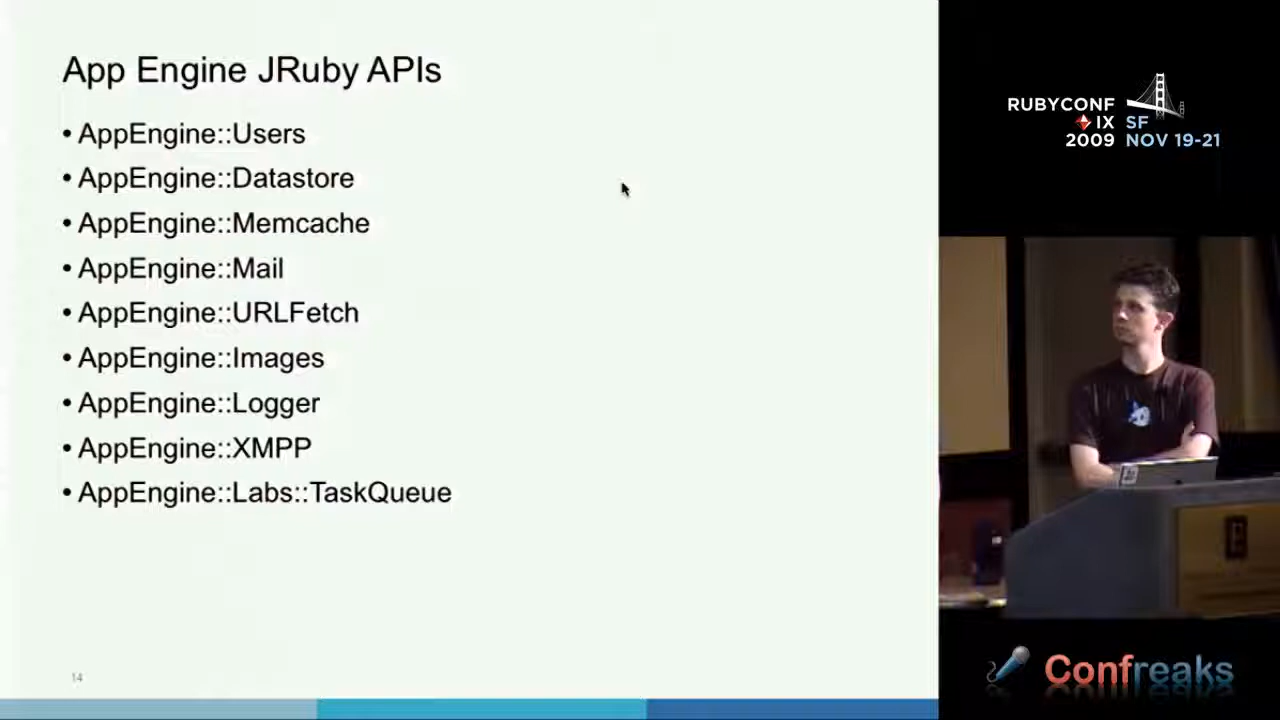 App Engine JRuby APIs
• AppEngine::Users
• AppEngine::Datastore
• AppEngine::Memcache
• AppEngine::Mail
• AppEngine::URLFetch
• AppEngine::Images
• AppEngine::Logger
• AppEngine::XMPP
• AppEngine::Labs::TaskQueue
14
RUBYCONF
IX SF
2009 NOV 19-21
Confreaks